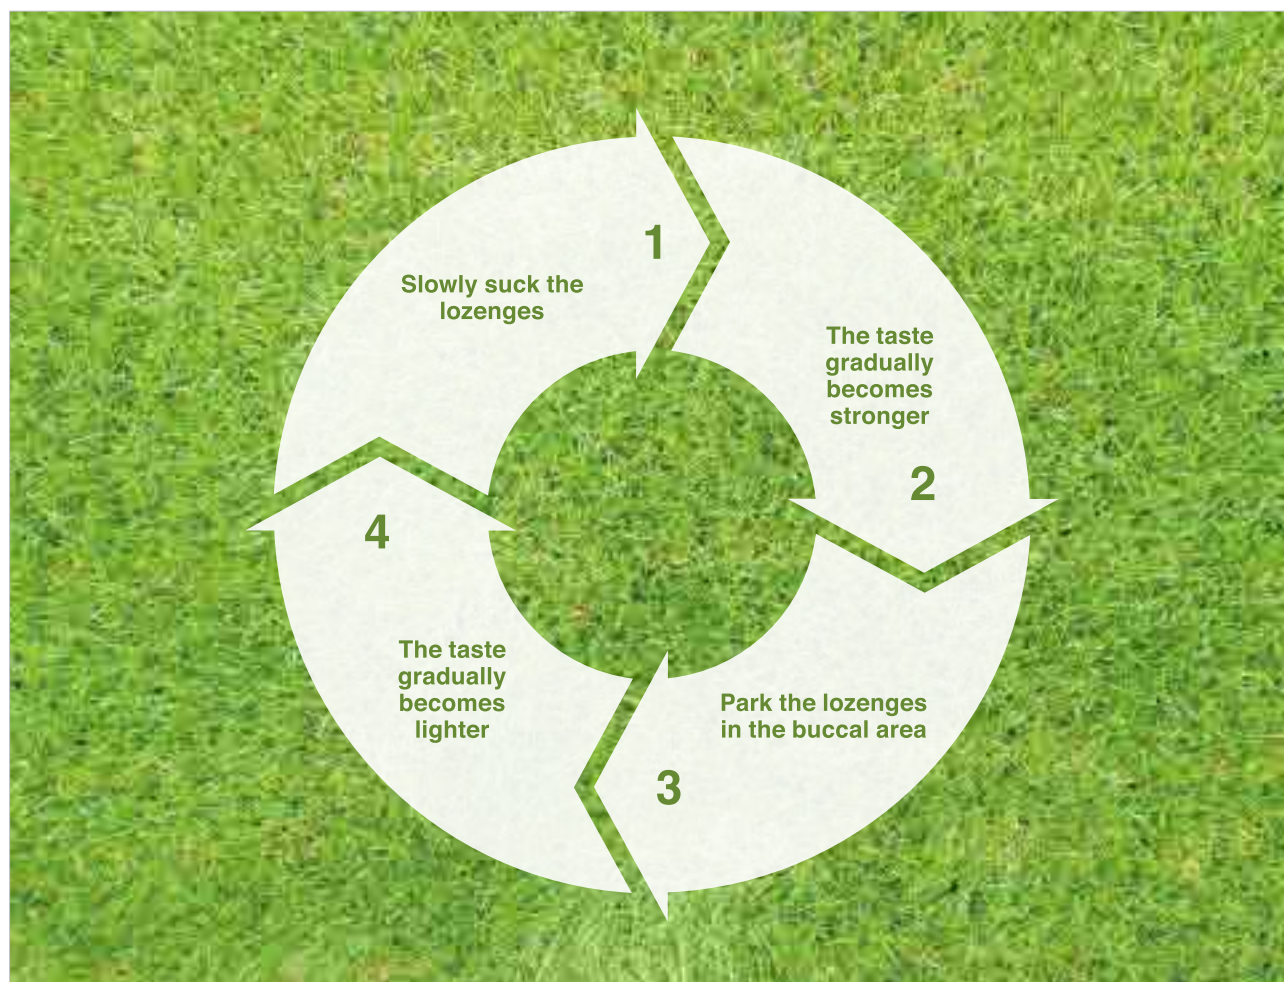 1
Slowly suck the
lozenges
The taste
gradually
becomes
stronger
2
Park the lozenges
in the buccal area
3
4
The taste
gradually
becomes
lighter